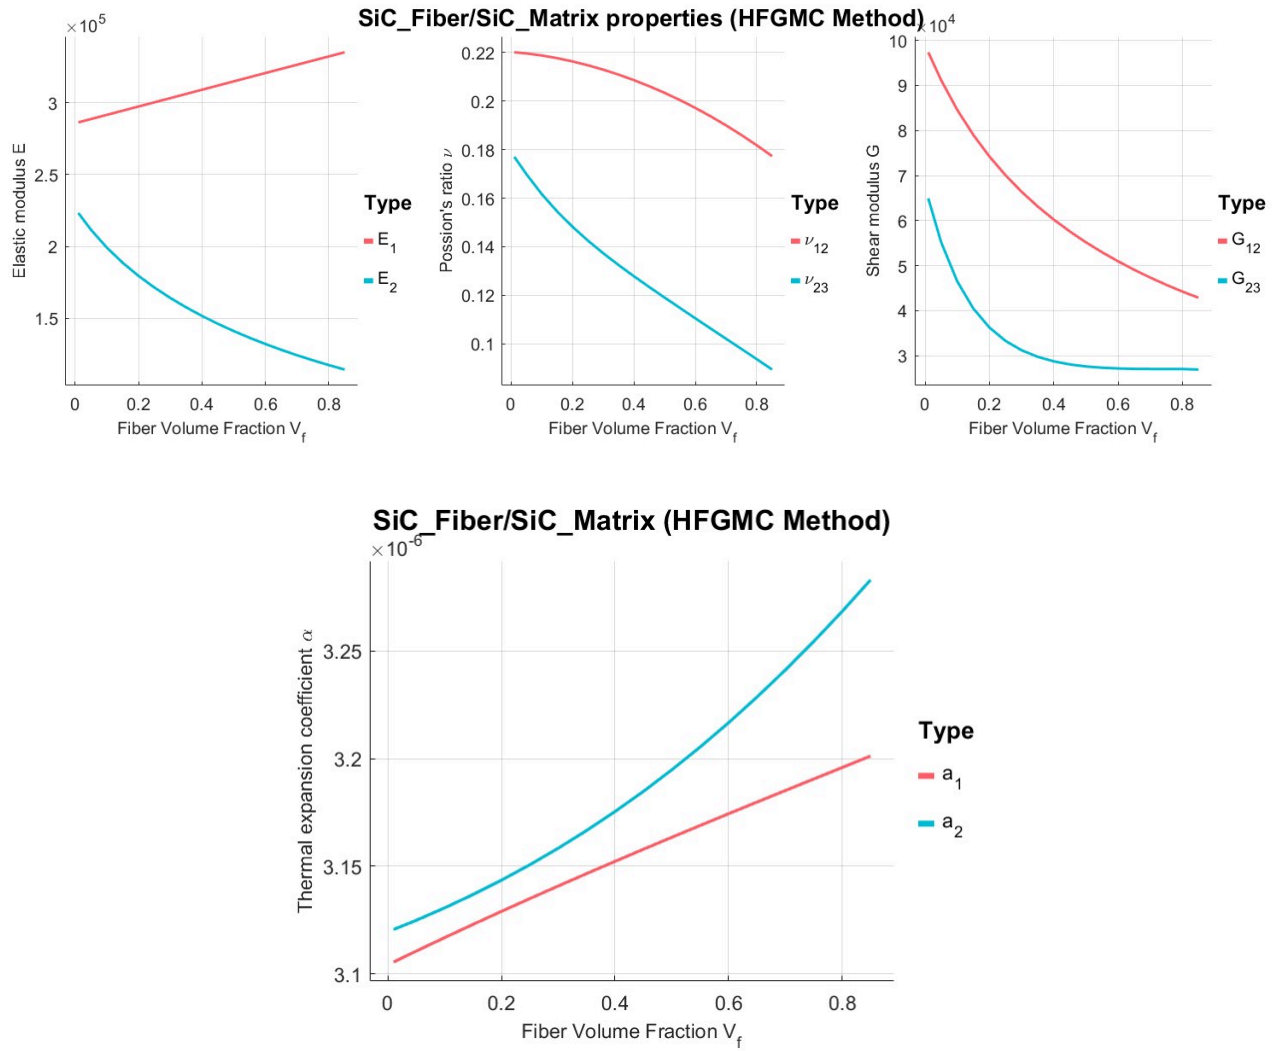 SiC_Fiber/SiC_Matrix properties (HFGMC Method)
×10^5
Elastic modulus E
3
2.5
2
1.5
0 0.2 0.4 0.6 0.8
Fiber Volume Fraction V_f
Type
E_1
E_2
Possion's ratio ν
0.22
0.2
0.18
0.16
0.14
0.12
0.1
0 0.2 0.4 0.6 0.8
Fiber Volume Fraction V_f
Type
ν_12
ν_23
×10^4
Shear modulus G
10
9
8
7
6
5
4
3
0 0.2 0.4 0.6 0.8
Fiber Volume Fraction V_f
Type
G_12
G_23
SiC_Fiber/SiC_Matrix (HFGMC Method)
×10^-6
Thermal expansion coefficient α
3.25
3.2
3.15
3.1
0 0.2 0.4 0.6 0.8
Fiber Volume Fraction V_f
Type
a_1
a_2